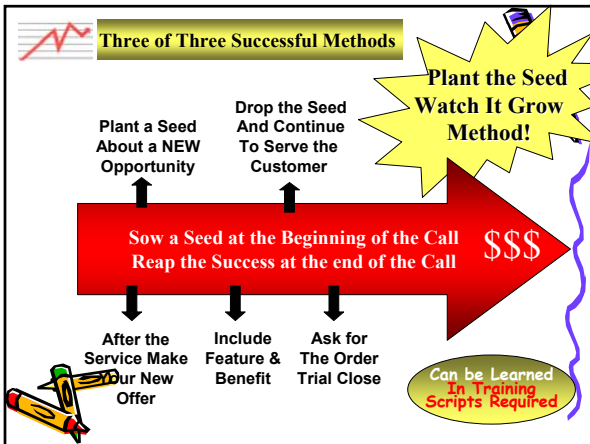 Three of Three Successful Methods
Plant the Seed
Watch It Grow
Method!
Plant a Seed
About a NEW
Opportunity
Drop the Seed
And Continue
To Serve the
Customer
Sow a Seed at the Beginning of the Call
Reap the Success at the end of the Call
$$$
After the
Service Make
Your New
Offer
Include
Feature &
Benefit
Ask for
The Order
Trial Close
Can be Learned
In Training
Scripts Required